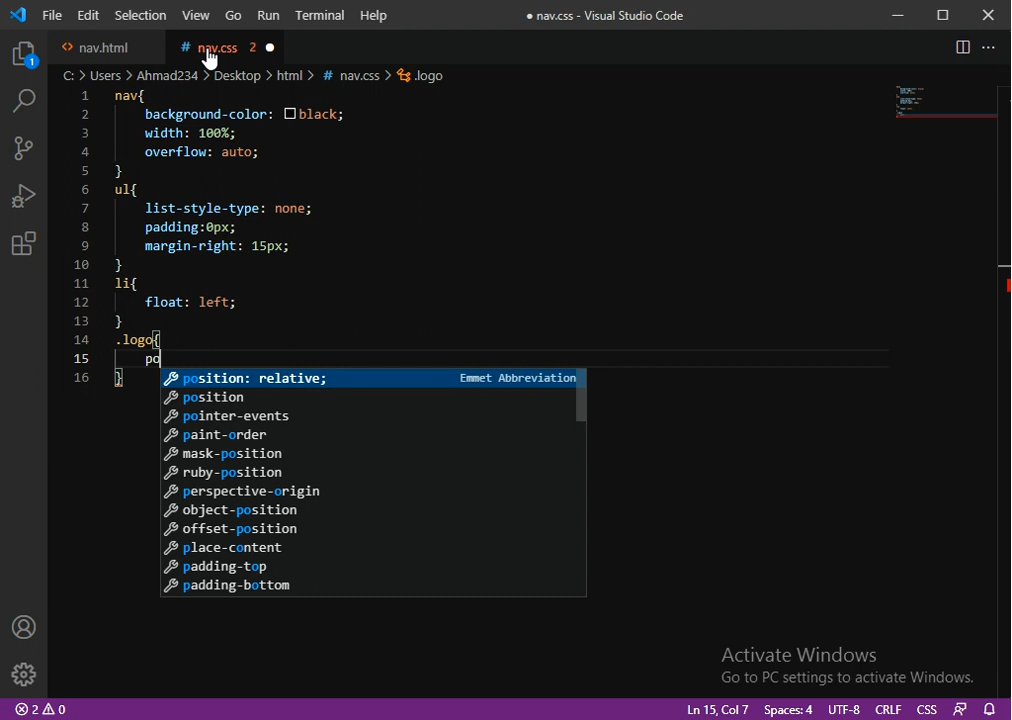 File Edit Selection View Go Run Terminal Help
● nav.css - Visual Studio Code
<> nav.html
# nav.css 2 ●
C: > Users > Ahmad234 > Desktop > html > # nav.css > .logo
1 nav{
2 background-color: black;
3 width: 100%;
4 overflow: auto;
5 }
6 ul{
7 list-style-type: none;
8 padding:0px;
9 margin-right: 15px;
10 }
11 li{
12 float: left;
13 }
14 .logo{
15 po
16 }
position: relative; Emmet Abbreviation
position
pointer-events
paint-order
mask-position
ruby-position
perspective-origin
object-position
offset-position
place-content
padding-top
padding-bottom
1
Activate Windows
Go to PC settings to activate Windows.
2 0
Ln 15, Col 7 Spaces: 4 UTF-8 CRLF CSS